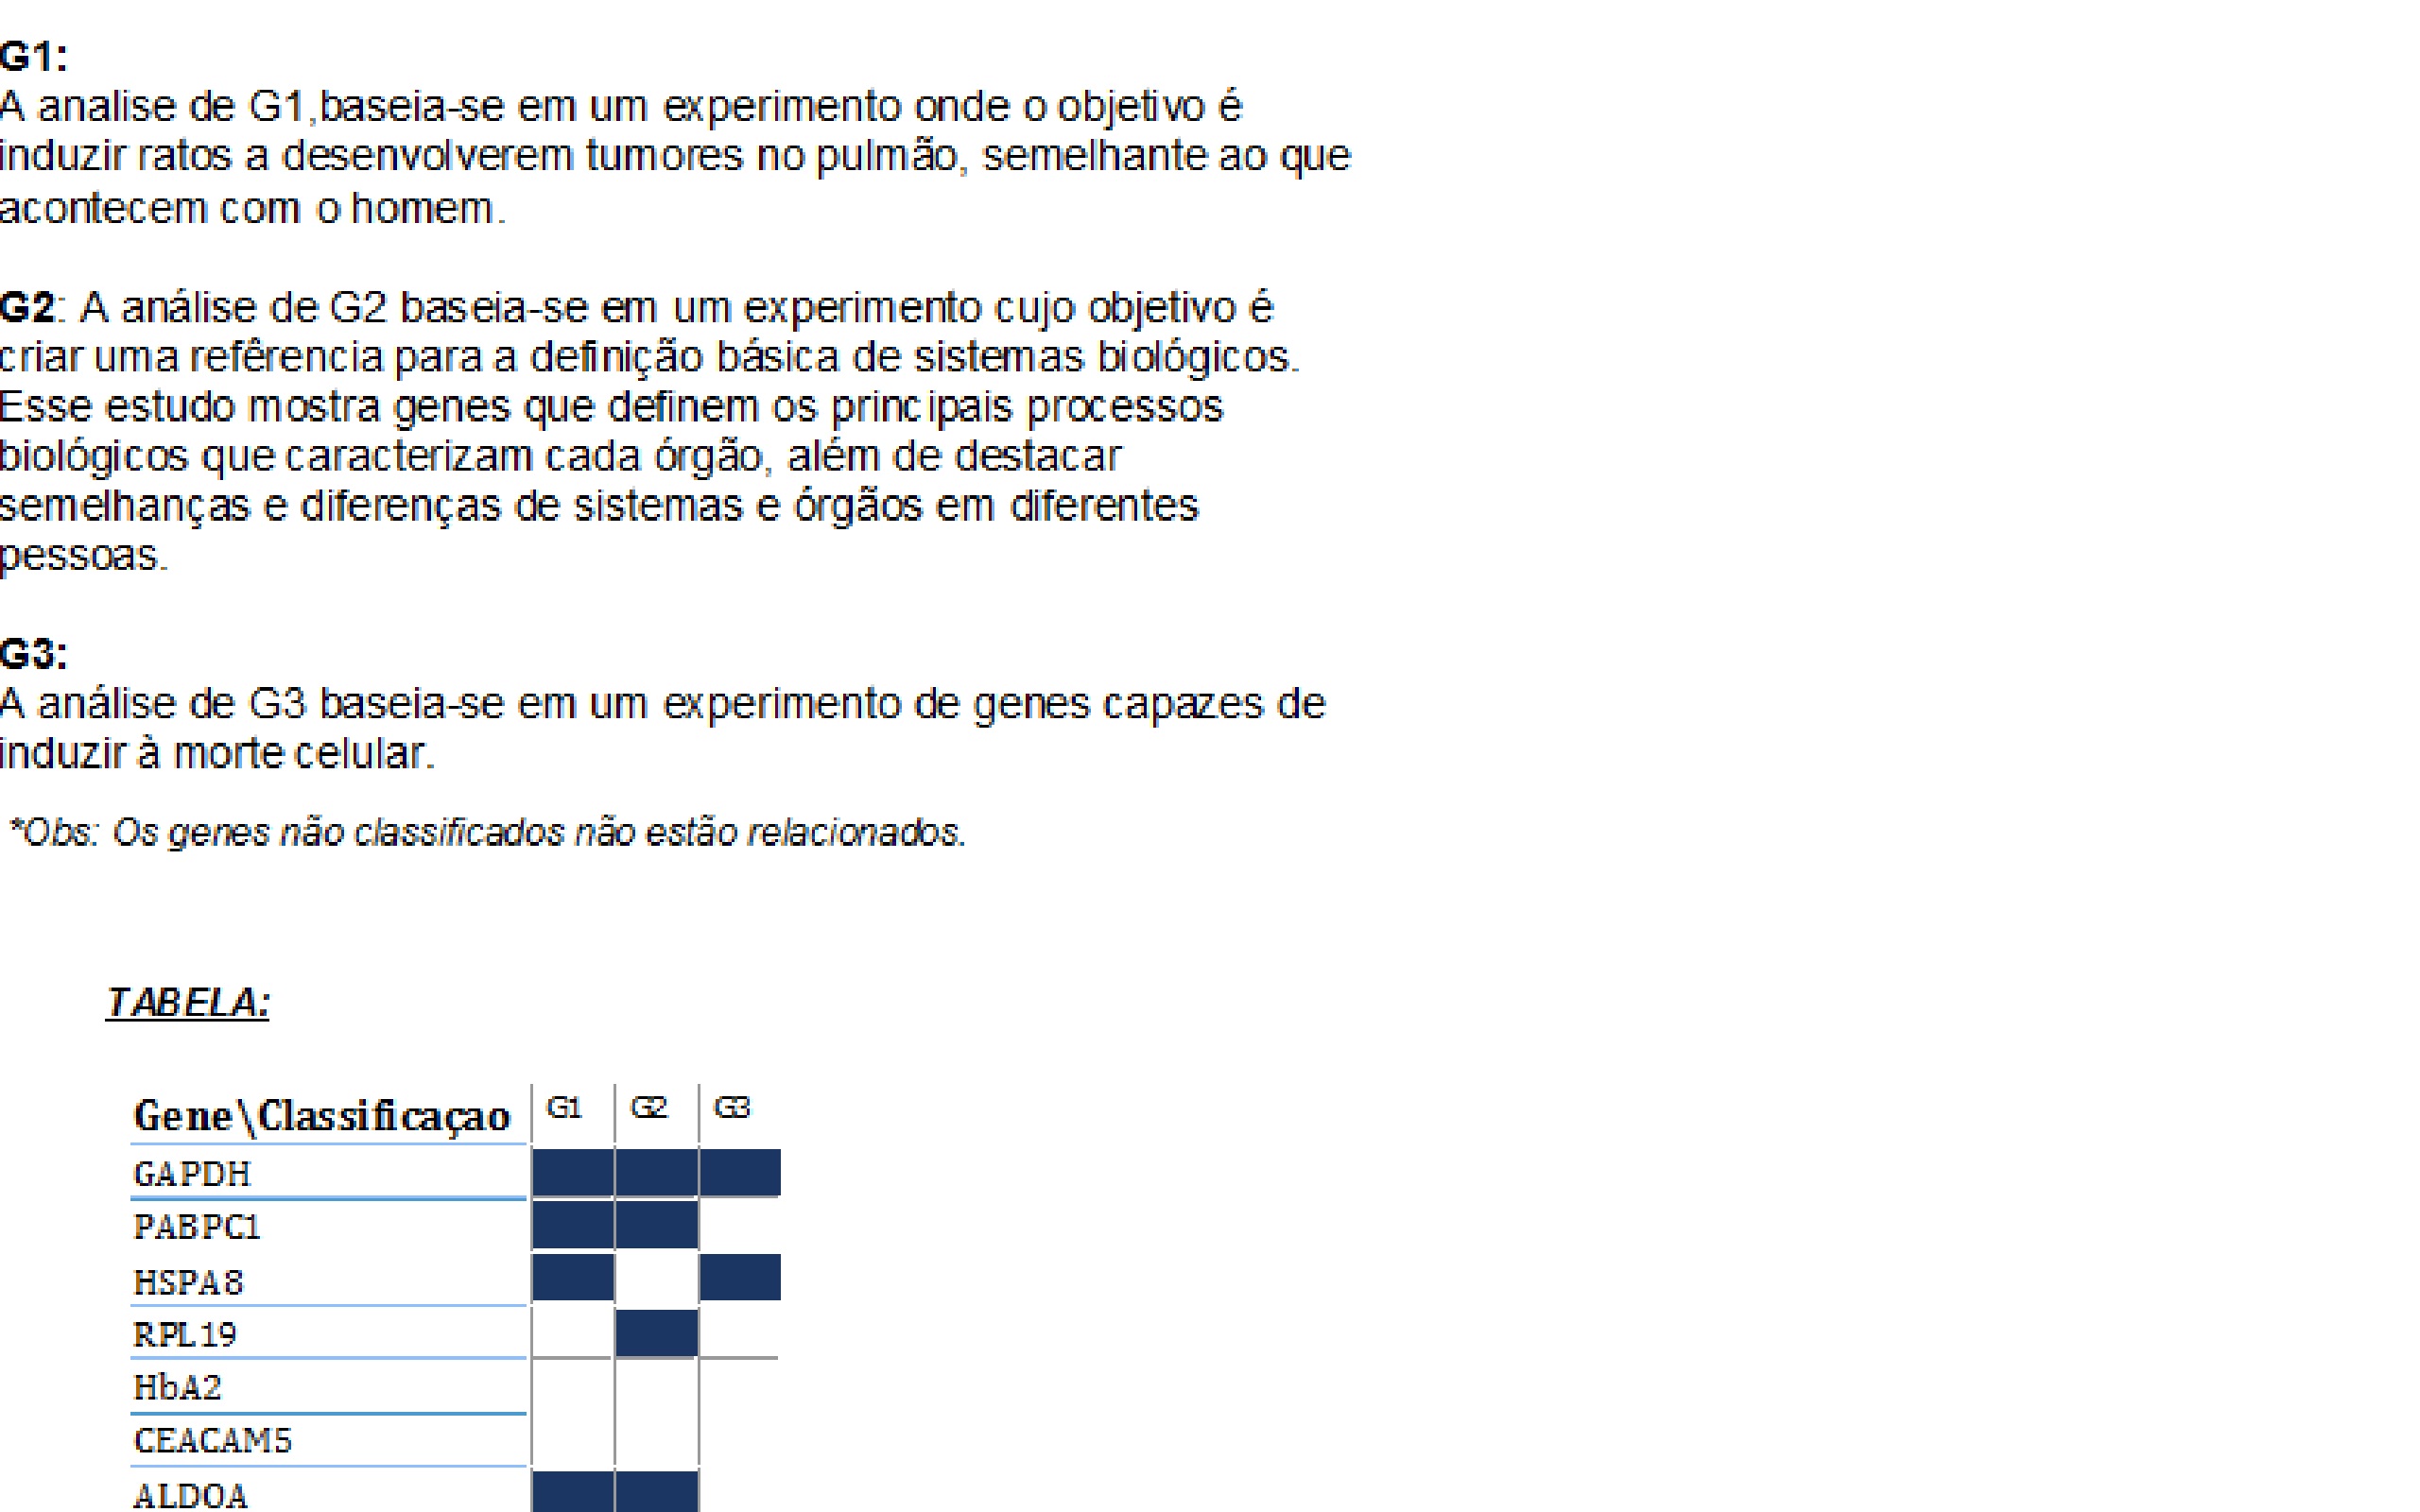 G1:
A analise de G1,baseia-se em um experimento onde o objetivo é
induzir ratos a desenvolverem tumores no pulmão, semelhante ao que
acontecem com o homem.
G2: A análise de G2 baseia-se em um experimento cujo objetivo é
criar uma refêrencia para a definição básica de sistemas biológicos.
Esse estudo mostra genes que definem os principais processos
biológicos que caracterizam cada órgão, além de destacar
semelhanças e diferenças de sistemas e órgãos em diferentes
pessoas.
G3:
A análise de G3 baseia-se em um experimento de genes capazes de
induzir à morte celular.
*Obs: Os genes não classificados não estão relacionados.
TABELA:
Gene\Classificaçao G1 G2 G3
GAPDH
PABPC1
HSPA8
RPL19
HbA2
CEACAM5
ALDOA